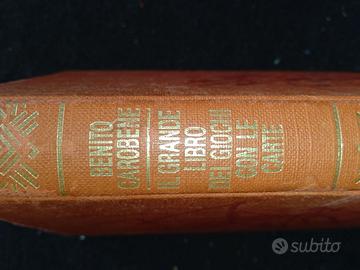 BENITO
CAROBENE
IL GRANDE
LIBRO
DEI GIOCHI
CON LE
CARTE
subito